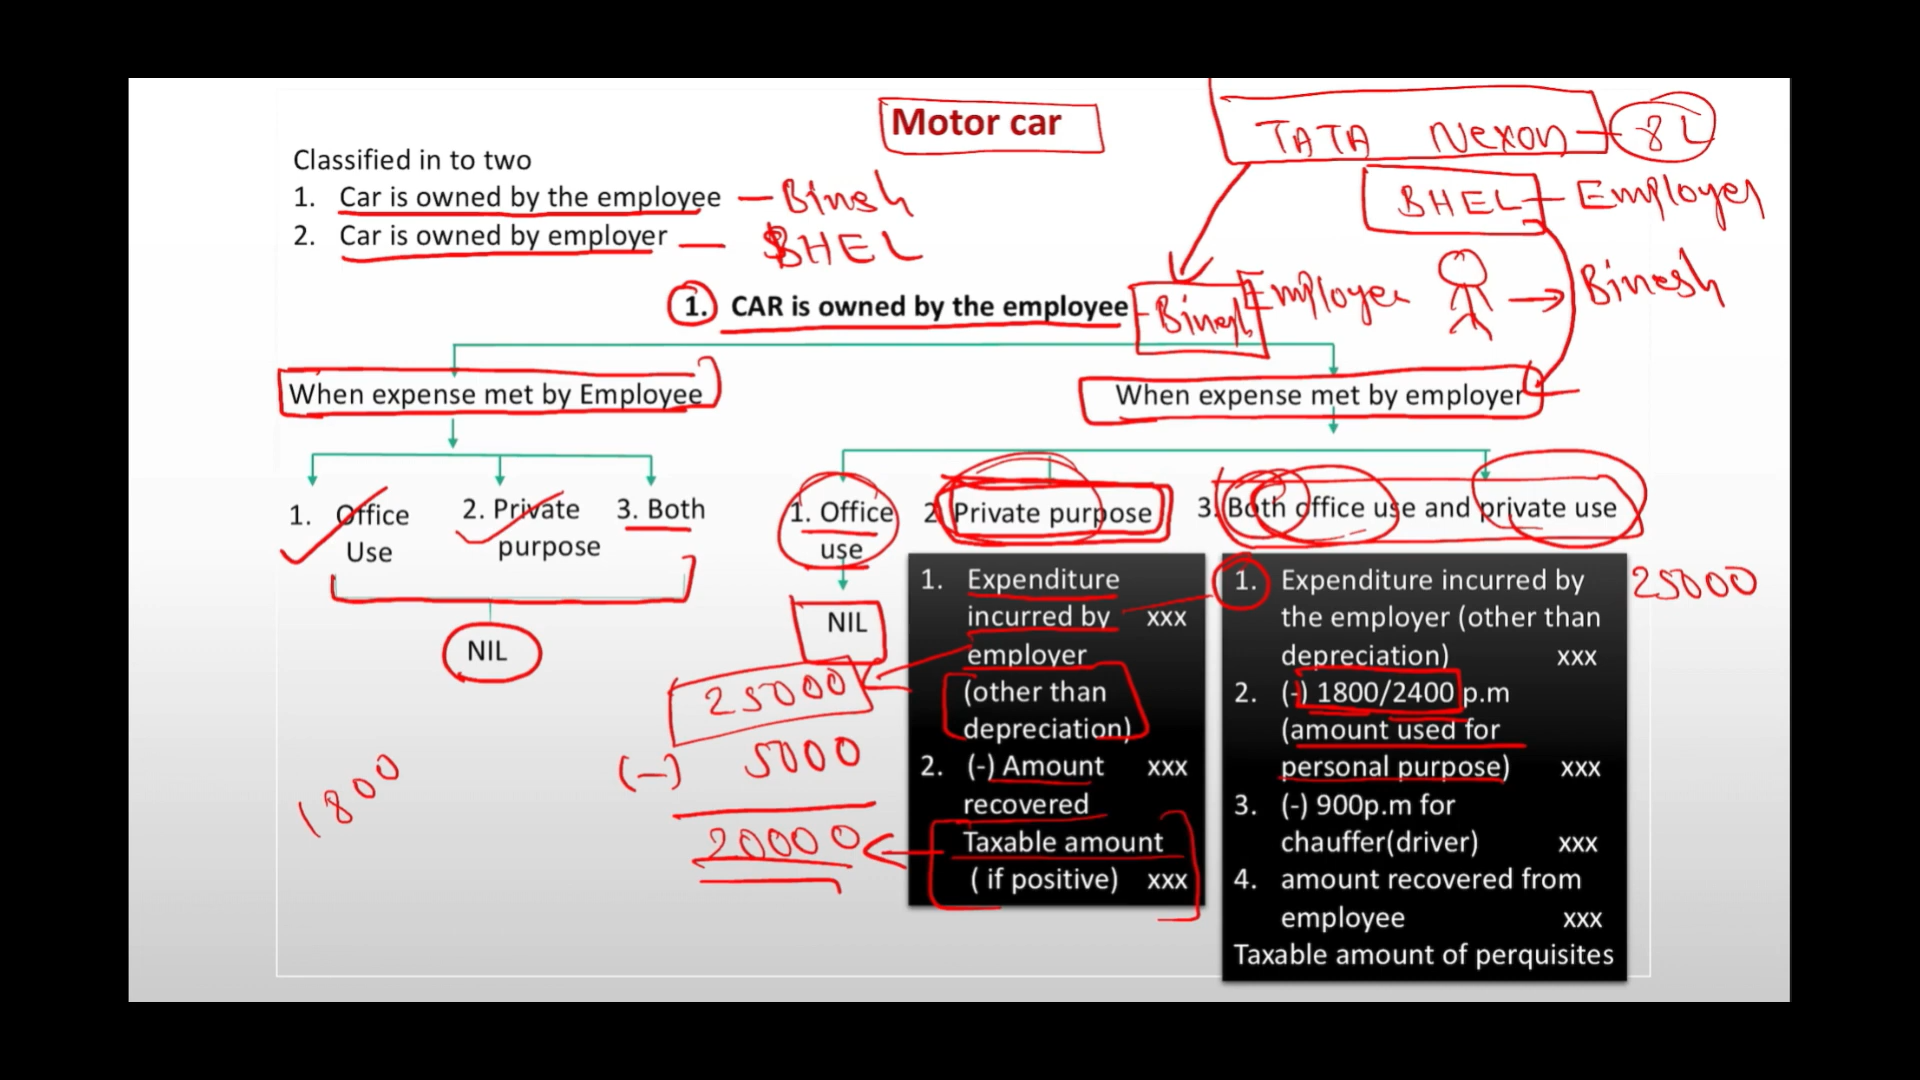 Motor car
TATA Nexon 8L
Classified in to two
1. Car is owned by the employee - Binsh
2. Car is owned by employer - BHEL
BHEL - Employer
Employee Binesh
1. CAR is owned by the employee
When expense met by Employee
When expense met by employer
1. Office Use
2. Private purpose
3. Both
NIL
1. Office use
NIL
2. Private purpose
1. Expenditure
incurred by xxx
employer
(other than
depreciation)
2. (-) Amount xxx
recovered
Taxable amount
( if positive) xxx
3. Both office use and private use
1. Expenditure incurred by
the employer (other than
depreciation) xxx
2. (-) 1800/2400 p.m
(amount used for
personal purpose) xxx
3. (-) 900p.m for
chauffer(driver) xxx
4. amount recovered from
employee xxx
Taxable amount of perquisites
25000
25000
(-) 5000
20000
1800